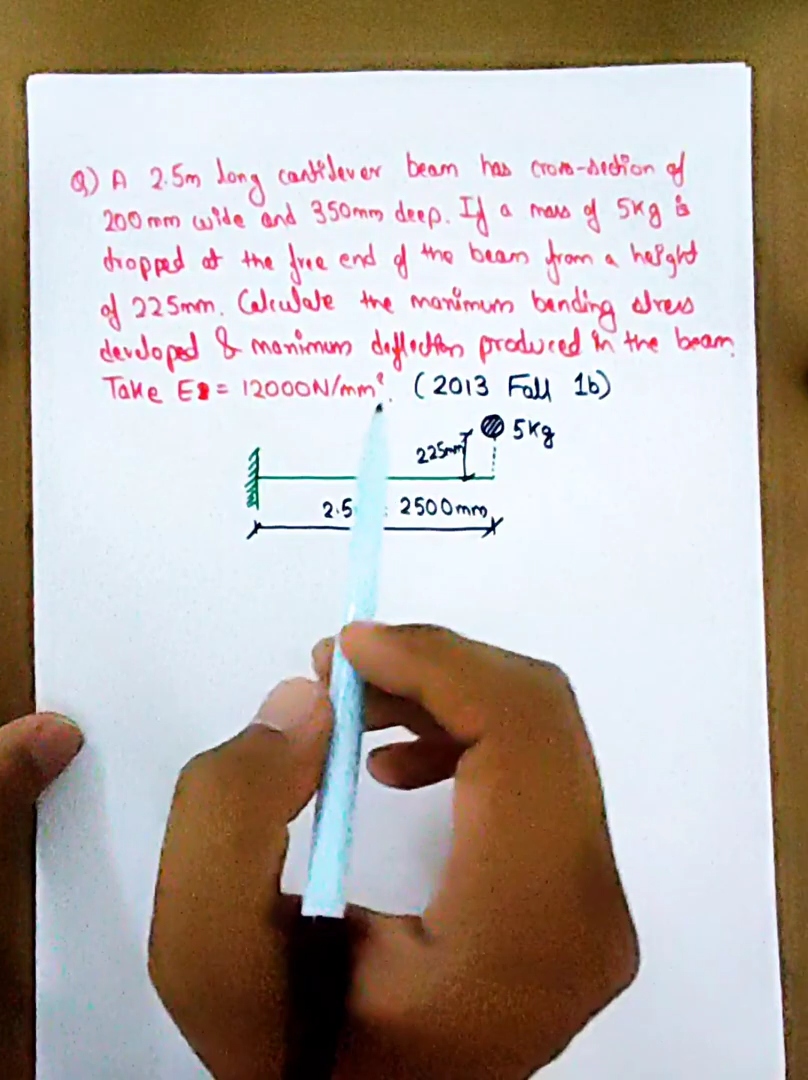 Q) A 2.5m long cantilever beam has cross-section of
200mm wide and 350mm deep. If a mass of 5Kg is
dropped at the free end of the beam from a height
of 225mm. Calculate the maximum bending stress
developed & maximum deflection produced in the beam.
Take E = 12000N/mm². (2013 Fall 1b)
5Kg
225mm
2.5 2500mm